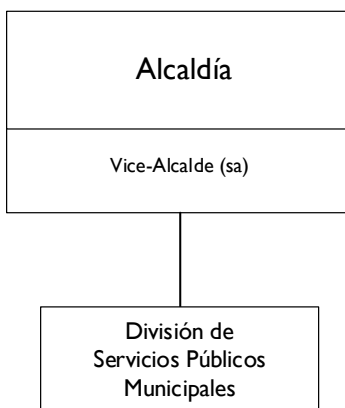 Alcaldía
Vice-Alcalde (sa)
División de
Servicios Públicos
Municipales